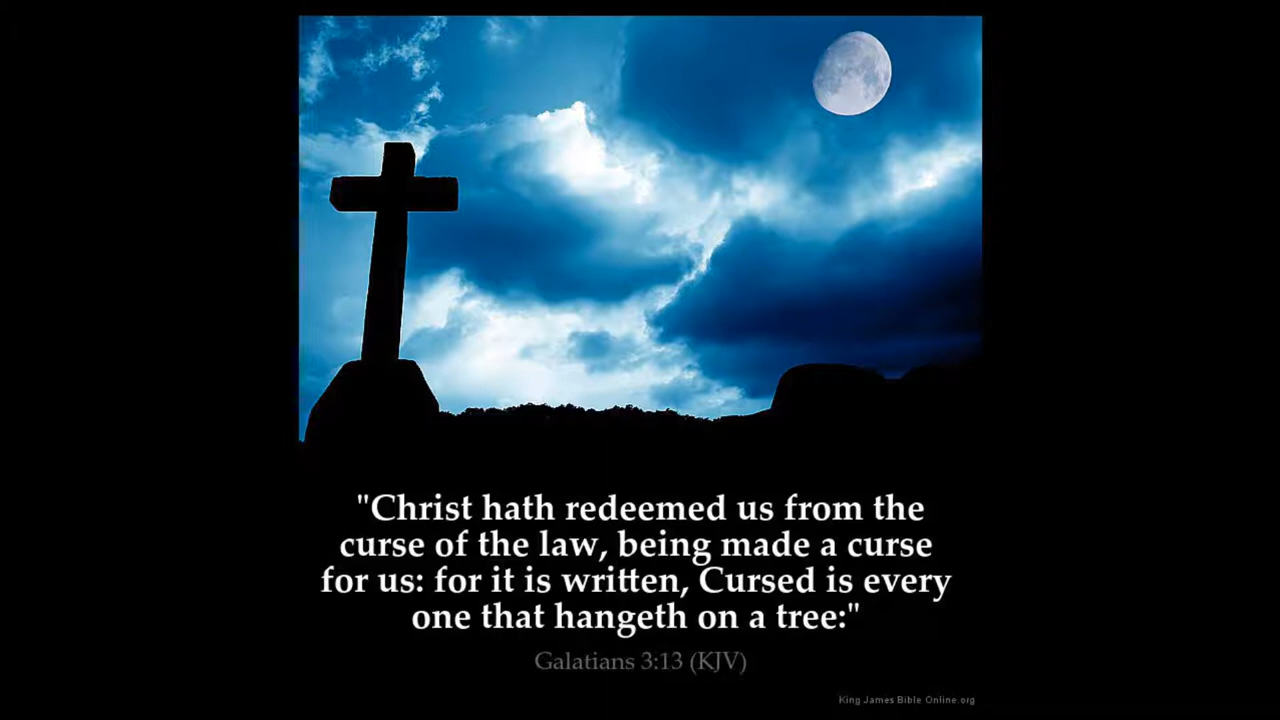 "Christ hath redeemed us from the
curse of the law, being made a curse
for us: for it is written, Cursed is every
one that hangeth on a tree:"
Galatians 3:13 (KJV)
King James Bible Online.org